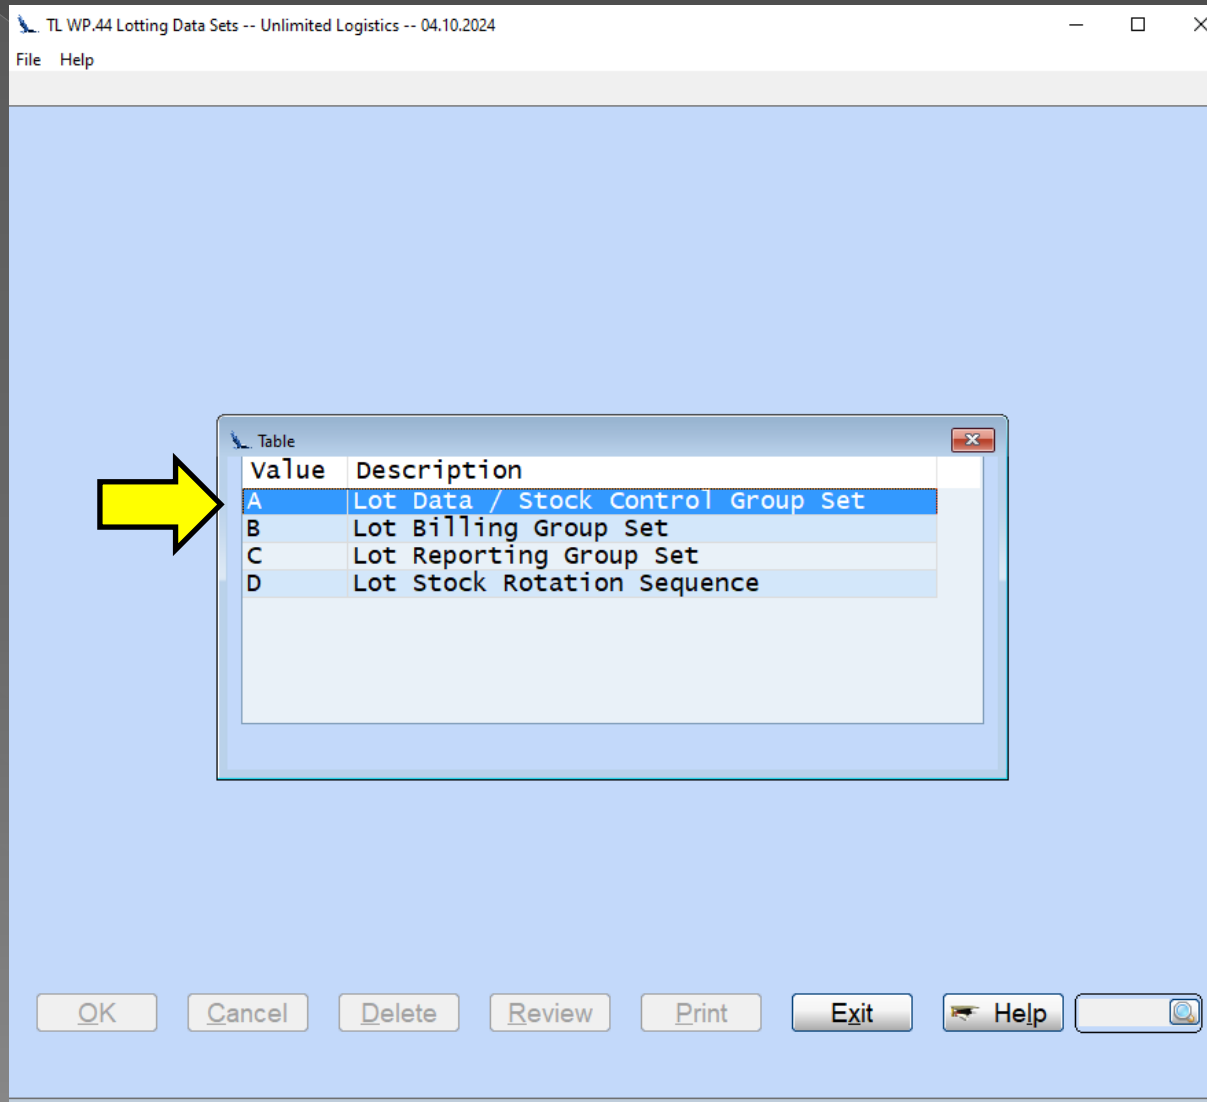 TL WP.44 Lotting Data Sets -- Unlimited Logistics -- 04.10.2024
File Help
Table
Value Description
A Lot Data / Stock Control Group Set
B Lot Billing Group Set
C Lot Reporting Group Set
D Lot Stock Rotation Sequence
OK Cancel Delete Review Print Exit Help